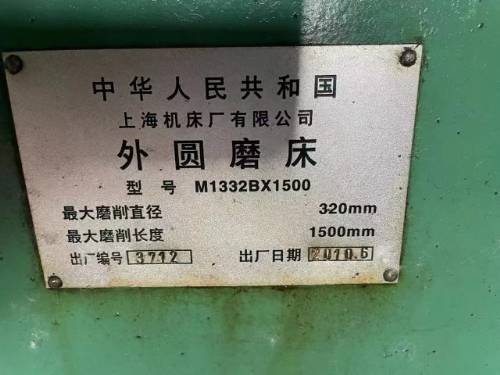 中华人民共和国
上海机床厂有限公司
外圆磨床
型号 M1332BX1500
最大磨削直径 320mm
最大磨削长度 1500mm
出厂编号 3712 出厂日期 2010.6